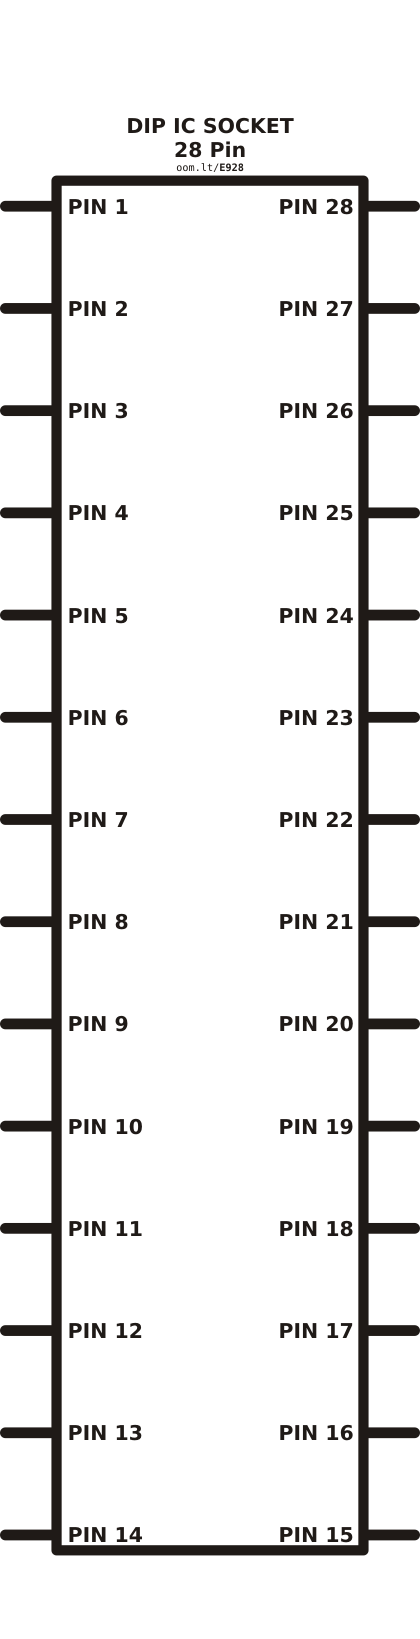 DIP IC SOCKET
28 Pin
oom.lt/E928
PIN 1 PIN 28
PIN 2 PIN 27
PIN 3 PIN 26
PIN 4 PIN 25
PIN 5 PIN 24
PIN 6 PIN 23
PIN 7 PIN 22
PIN 8 PIN 21
PIN 9 PIN 20
PIN 10 PIN 19
PIN 11 PIN 18
PIN 12 PIN 17
PIN 13 PIN 16
PIN 14 PIN 15